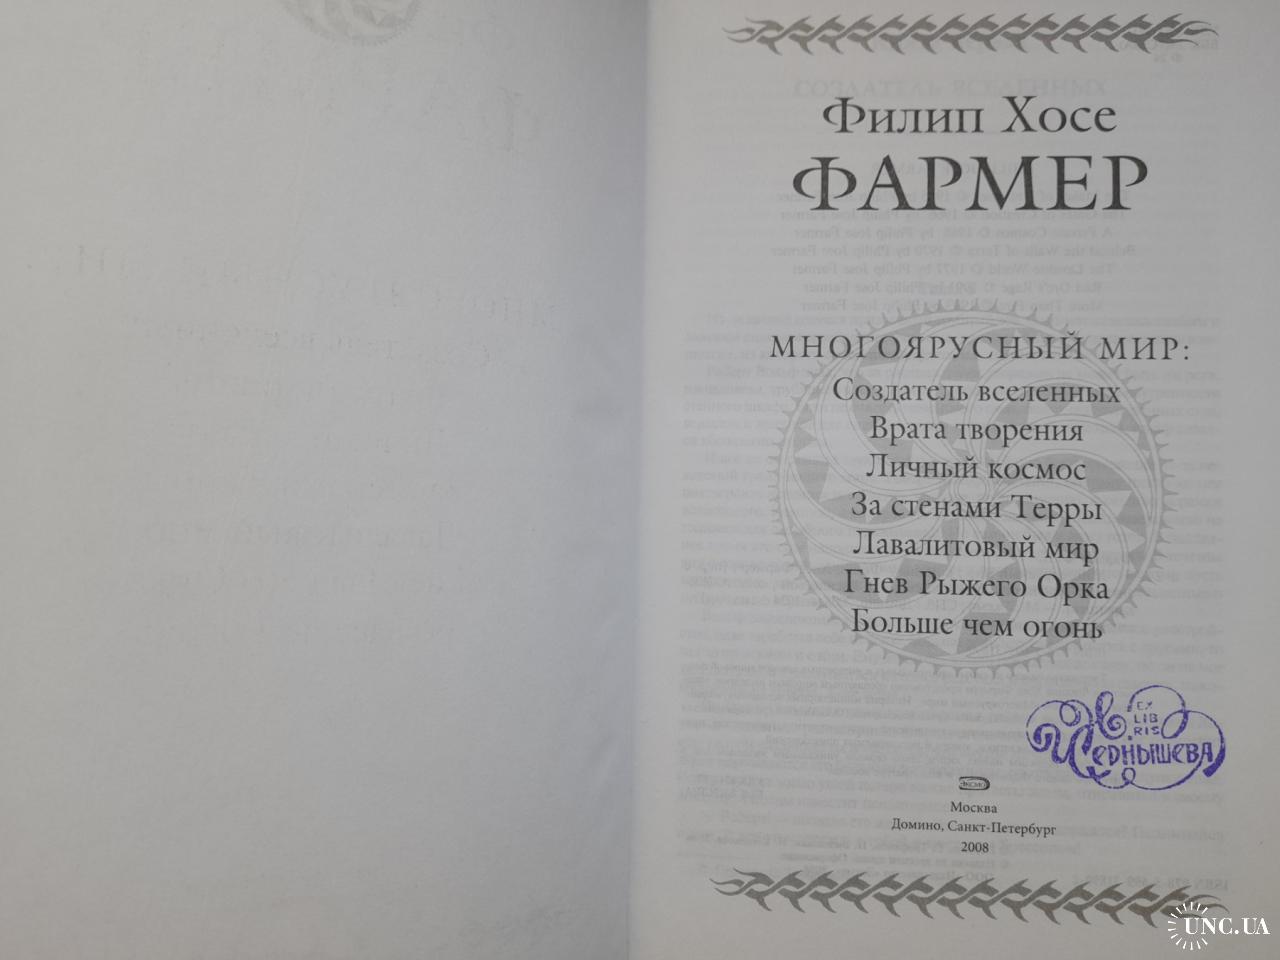 Филип Хосе
ФАРМЕР
МНОГОЯРУСНЫЙ МИР:
Создатель вселенных
Врата творения
Личный космос
За стенами Терры
Лавалитовый мир
Гнев Рыжего Орка
Больше чем огонь
EX
LIB
RIS
Чернышева
ЭКСМО
Москва
Домино, Санкт-Петербург
2008
UNC.UA